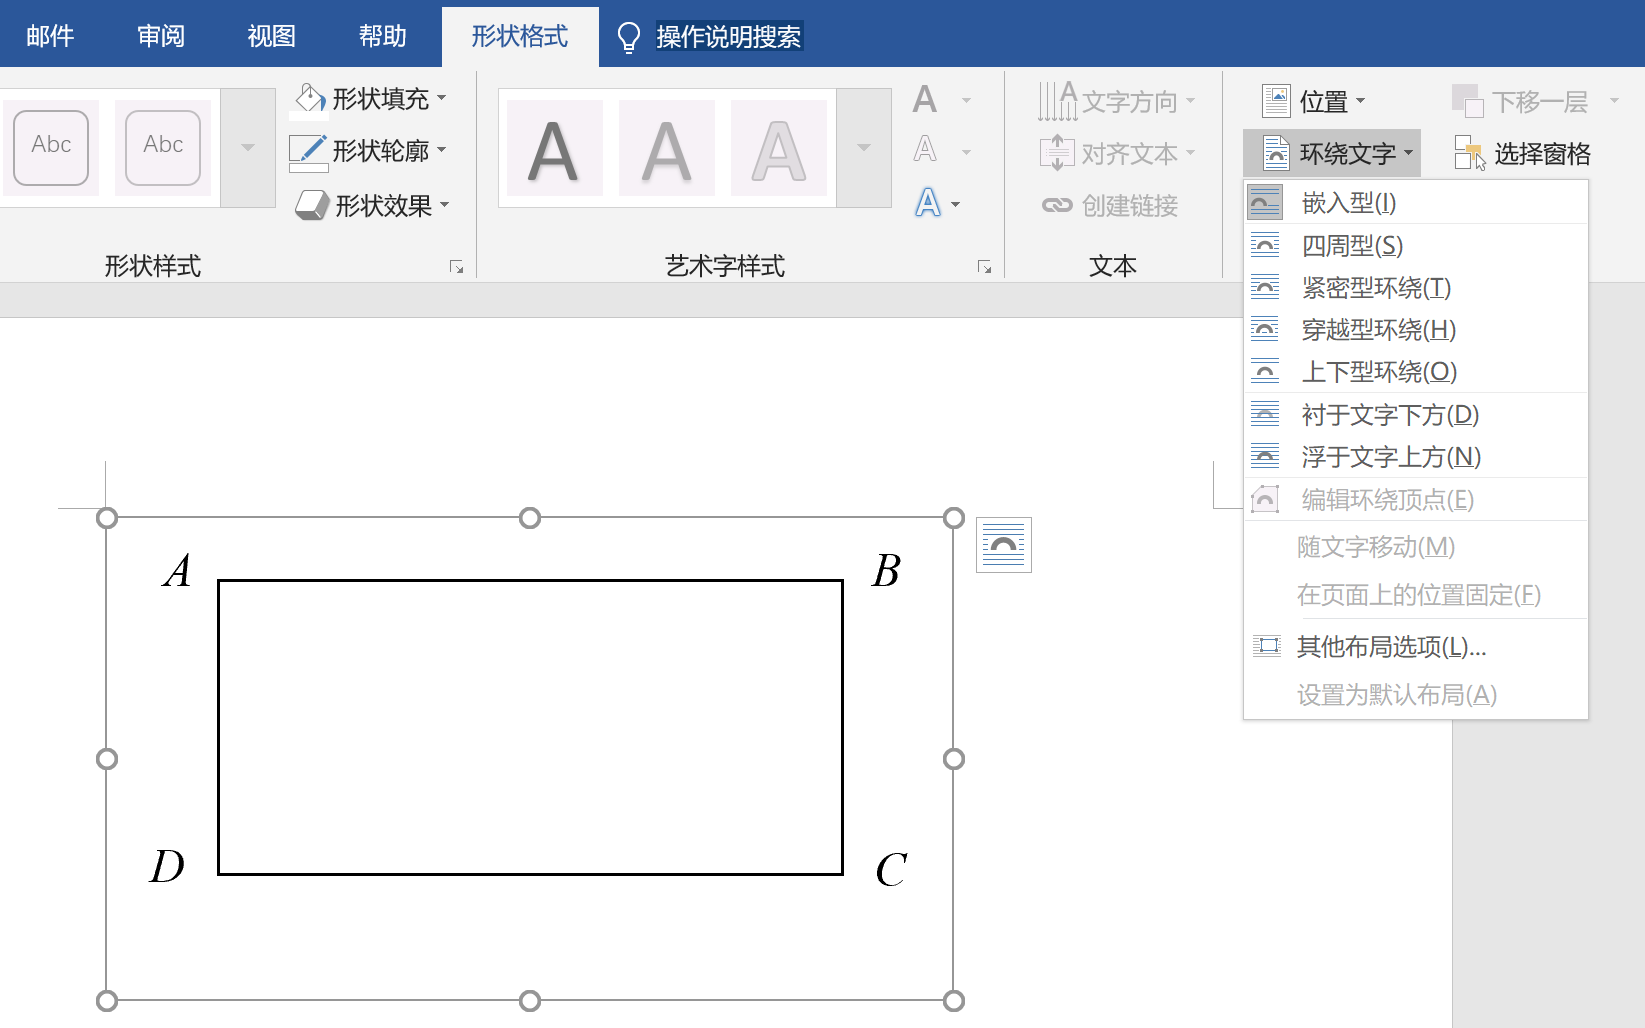 邮件 审阅 视图 帮助 形状格式 操作说明搜索
Abc Abc 形状填充 A A A A 文字方向 位置 下移一层
形状轮廓 A 对齐文本 环绕文字 选择窗格
形状效果 A 创建链接
形状样式 艺术字样式 文本
嵌入型(I)
四周型(S)
紧密型环绕(T)
穿越型环绕(H)
上下型环绕(O)
衬于文字下方(D)
浮于文字上方(N)
编辑环绕顶点(E)
随文字移动(M)
在页面上的位置固定(F)
其他布局选项(L)...
设置为默认布局(A)
A B
D C